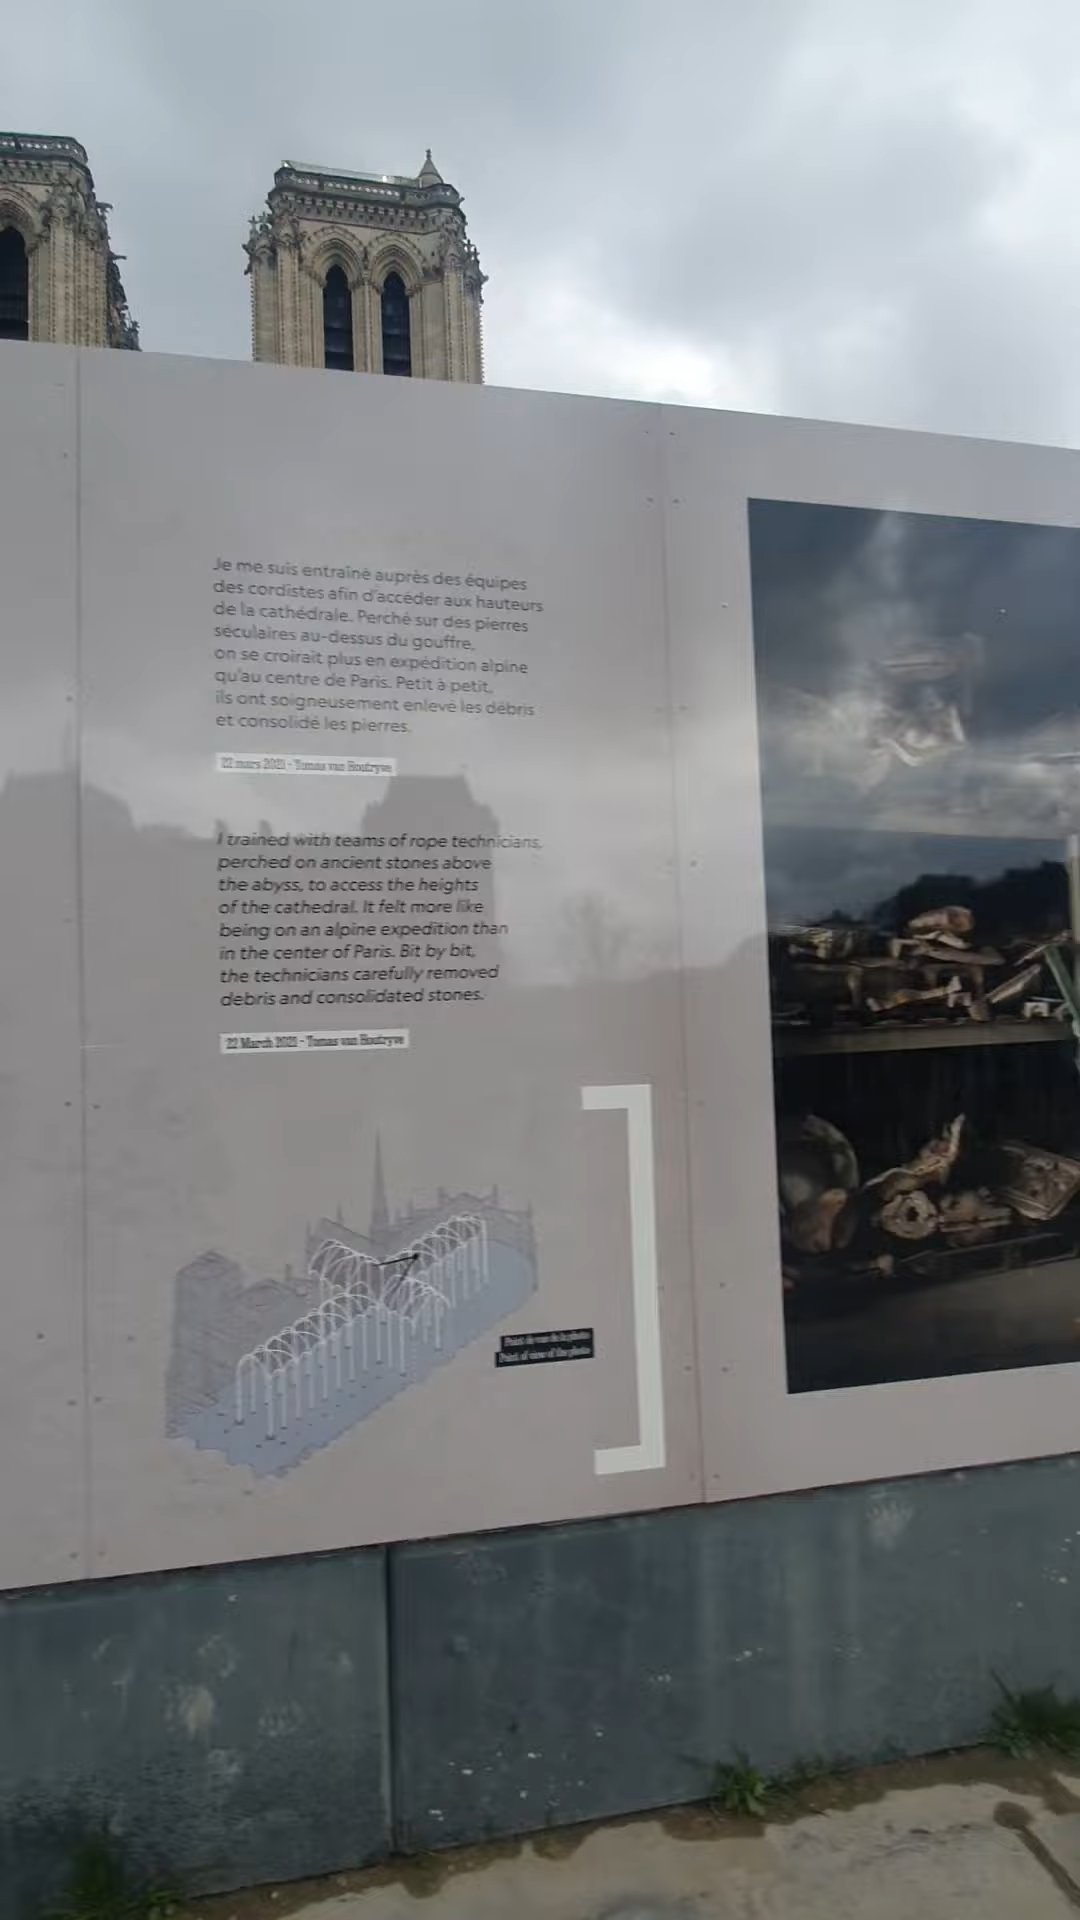 Je me suis entraîné auprès des équipes
des cordistes afin d'accéder aux hauteurs
de la cathédrale. Perché sur des pierres
séculaires au-dessus du gouffre,
on se croirait plus en expédition alpine
qu'au centre de Paris. Petit à petit,
ils ont soigneusement enlevé les débris
et consolidé les pierres.
22 mars 2021 - Tomas van Houtryve
I trained with teams of rope technicians,
perched on ancient stones above
the abyss, to access the heights
of the cathedral. It felt more like
being on an alpine expedition than
in the center of Paris. Bit by bit,
the technicians carefully removed
debris and consolidated stones.
22 March 2021 - Tomas van Houtryve
Point de vue de la photo
Point of view of the photo